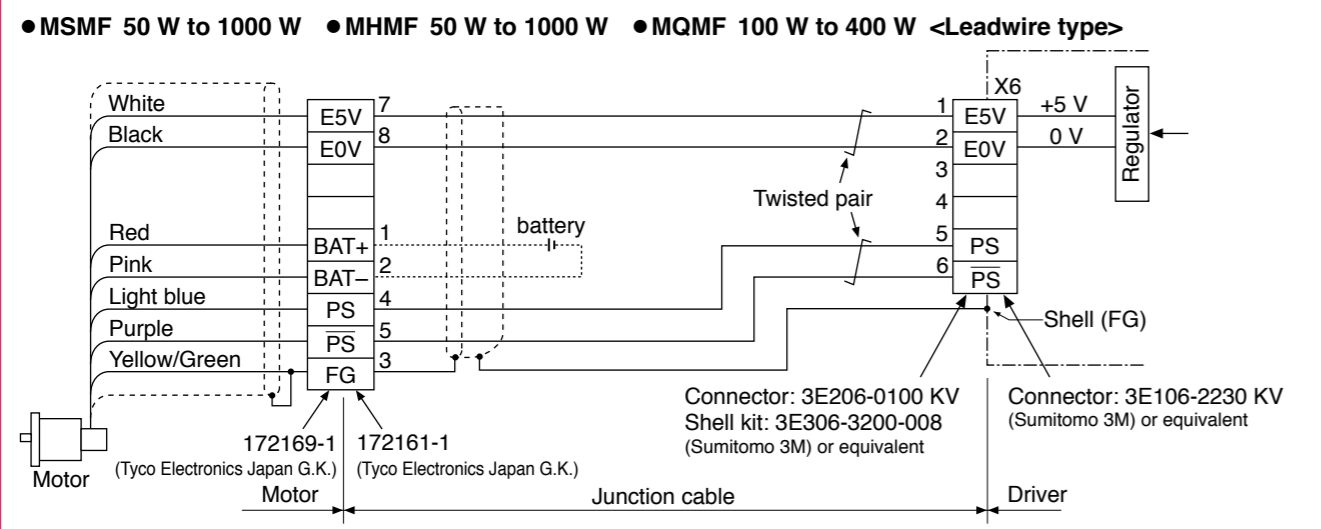 ●MSMF 50 W to 1000 W ●MHMF 50 W to 1000 W ●MQMF 100 W to 400 W <Leadwire type>
X6
White
E5V 7
1 E5V
+5 V
Black
E0V 8
2 E0V
0 V
Regulator
3
4
Twisted pair
Red
BAT+ 1
battery
5 PS
Pink
BAT– 2
6 P̅S̅
Light blue
PS 4
Shell (FG)
Purple
P̅S̅ 5
Yellow/Green
FG 3
Motor
172169-1
(Tyco Electronics Japan G.K.)
172161-1
(Tyco Electronics Japan G.K.)
Connector: 3E206-0100 KV
Shell kit: 3E306-3200-008
(Sumitomo 3M) or equivalent
Connector: 3E106-2230 KV
(Sumitomo 3M) or equivalent
Motor
Junction cable
Driver